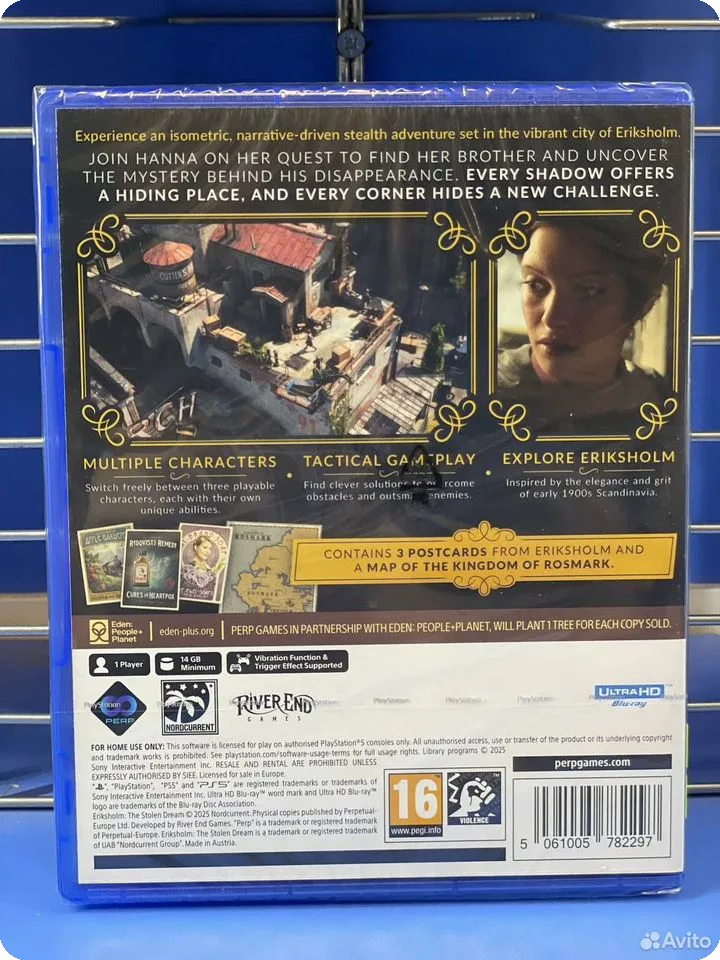 Experience an isometric, narrative-driven stealth adventure set in the vibrant city of Eriksholm.
JOIN HANNA ON HER QUEST TO FIND HER BROTHER AND UNCOVER
THE MYSTERY BEHIND HIS DISAPPEARANCE. EVERY SHADOW OFFERS
A HIDING PLACE, AND EVERY CORNER HIDES A NEW CHALLENGE.
MULTIPLE CHARACTERS
Switch freely between three playable
characters, each with their own
unique abilities.
TACTICAL GAMEPLAY
Find clever solutions to
obstacles and enemies.
EXPLORE ERIKSHOLM
Inspired by the elegance and grit
of early 1900s Scandinavia.
CONTAINS 3 POSTCARDS FROM ERIKSHOLM AND
A MAP OF THE KINGDOM OF ROSMARK.
ROSMARK
Eden:
People+
Planet
eden-plus.org
PERP GAMES IN PARTNERSHIP WITH EDEN: PEOPLE+PLANET, WILL PLANT 1 TREE FOR EACH COPY SOLD.
1 Player
14 GB
Minimum
Vibration Function &
Trigger Effect Supported
PERP
NORDCURRENT
RIVER END
GAMES
PlayStation PlayStation PlayStation
ULTRA HD
Blu-ray
FOR HOME USE ONLY: This software is licensed for play on authorised PlayStation®5 consoles only. All unauthorised access, use or transfer of the product or its underlying copyright
and trademark works is prohibited. See playstation.com/software-usage-terms for full usage rights. Library programs © 2025
Sony Interactive Entertainment Inc. RESALE AND RENTAL ARE PROHIBITED UNLESS
EXPRESSLY AUTHORISED BY SIEE. Licensed for sale in Europe.
"PlayStation", "PS5" and "PS5" are registered trademarks or trademarks of
Sony Interactive Entertainment Inc. Ultra HD Blu-ray™ word mark and Ultra HD Blu-ray™
logo are trademarks of the Blu-ray Disc Association.
Eriksholm: The Stolen Dream © 2025 Nordcurrent. Physical copies published by Perpetual-
Europe Ltd. Developed by River End Games. "Perp" is a trademark or registered trademark
of Perpetual-Europe. Eriksholm: The Stolen Dream is a trademark or registered trademark
of UAB "Nordcurrent Group". Made in Austria.
16
www.pegi.info
VIOLENCE
perpgames.com
5 061005 782297
Avito